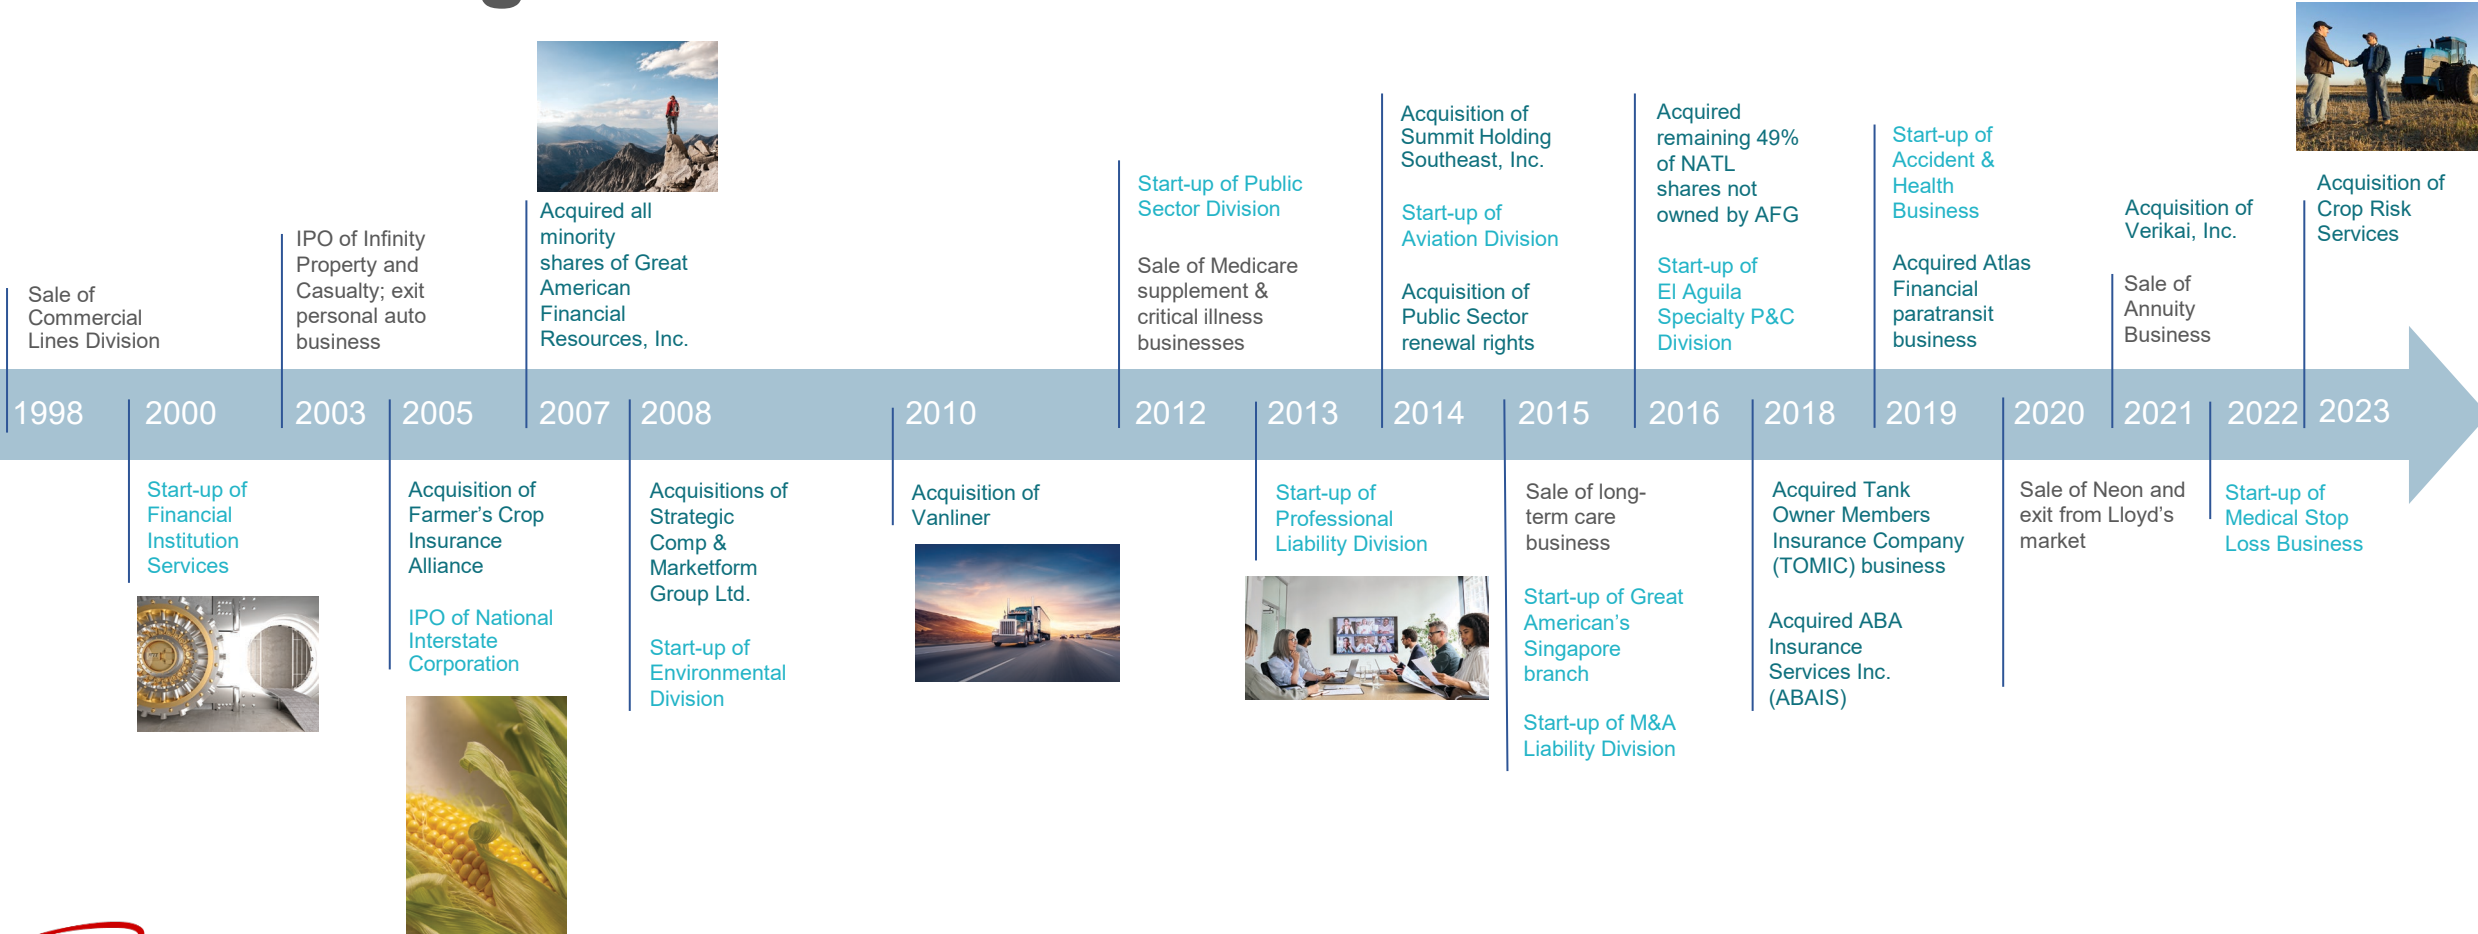 Sale of
Commercial
Lines Division
IPO of Infinity
Property and
Casualty; exit
personal auto
business
Acquired all
minority
shares of Great
American
Financial
Resources, Inc.
Start-up of Public
Sector Division
Sale of Medicare
supplement &
critical illness
businesses
Acquisition of
Summit Holding
Southeast, Inc.
Start-up of
Aviation Division
Acquisition of
Public Sector
renewal rights
Acquired
remaining 49%
of NATL
shares not
owned by AFG
Start-up of
El Aguila
Specialty P&C
Division
Start-up of
Accident &
Health
Business
Acquired Atlas
Financial
paratransit
business
Acquisition of
Verikai, Inc.
Sale of
Annuity
Business
Acquisition of
Crop Risk
Services
1998 2000 2003 2005 2007 2008 2010 2012 2013 2014 2015 2016 2018 2019 2020 2021 2022 2023
Start-up of
Financial
Institution
Services
Acquisition of
Farmer’s Crop
Insurance
Alliance
IPO of National
Interstate
Corporation
Acquisitions of
Strategic
Comp &
Marketform
Group Ltd.
Start-up of
Environmental
Division
Acquisition of
Vanliner
Start-up of
Professional
Liability Division
Sale of long-
term care
business
Start-up of Great
American’s
Singapore
branch
Start-up of M&A
Liability Division
Acquired Tank
Owner Members
Insurance Company
(TOMIC) business
Acquired ABA
Insurance
Services Inc.
(ABAIS)
Sale of Neon and
exit from Lloyd’s
market
Start-up of
Medical Stop
Loss Business